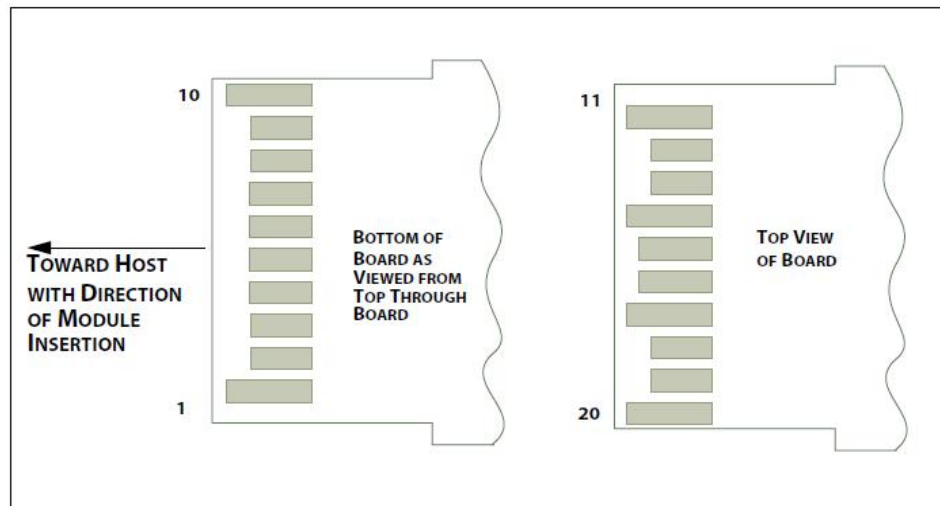 10
1
TOWARD HOST
WITH DIRECTION
OF MODULE
INSERTION
BOTTOM OF
BOARD AS
VIEWED FROM
TOP THROUGH
BOARD
11
20
TOP VIEW
OF BOARD